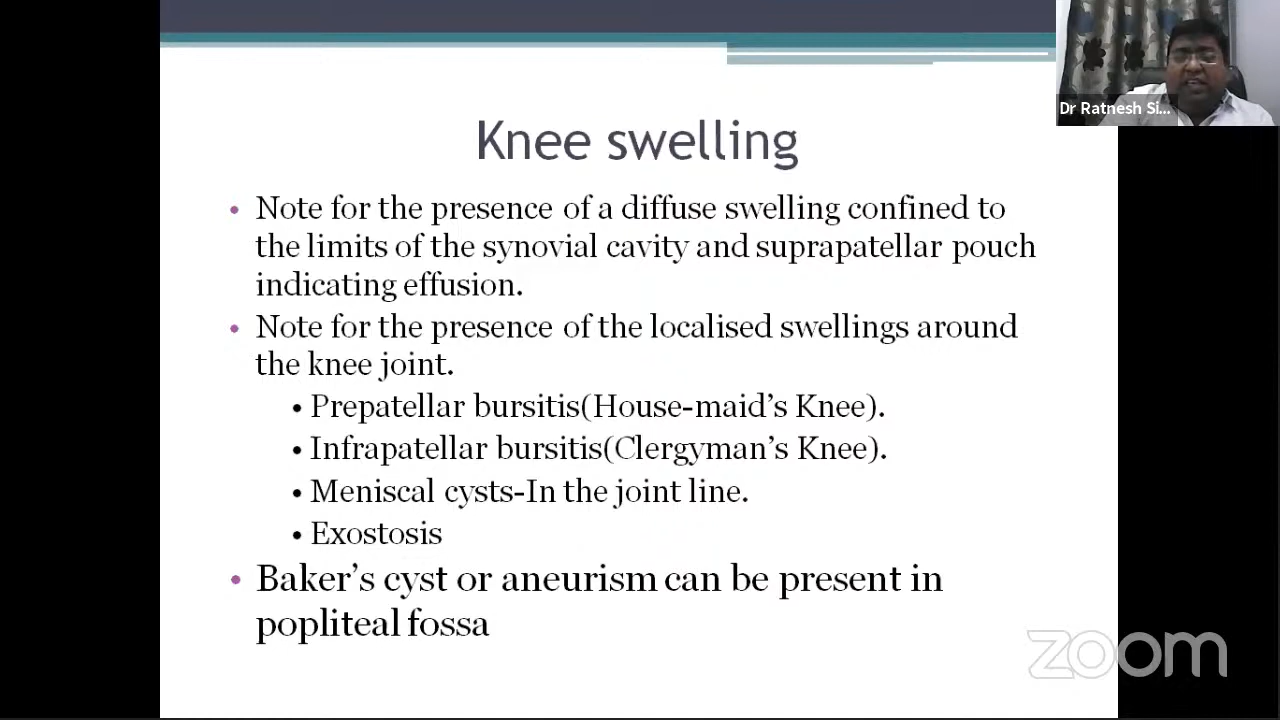 Dr Ratnesh Si...
Knee swelling
• Note for the presence of a diffuse swelling confined to
the limits of the synovial cavity and suprapatellar pouch
indicating effusion.
• Note for the presence of the localised swellings around
the knee joint.
• Prepatellar bursitis(House-maid’s Knee).
• Infrapatellar bursitis(Clergyman’s Knee).
• Meniscal cysts-In the joint line.
• Exostosis
• Baker’s cyst or aneurism can be present in
popliteal fossa
zoom